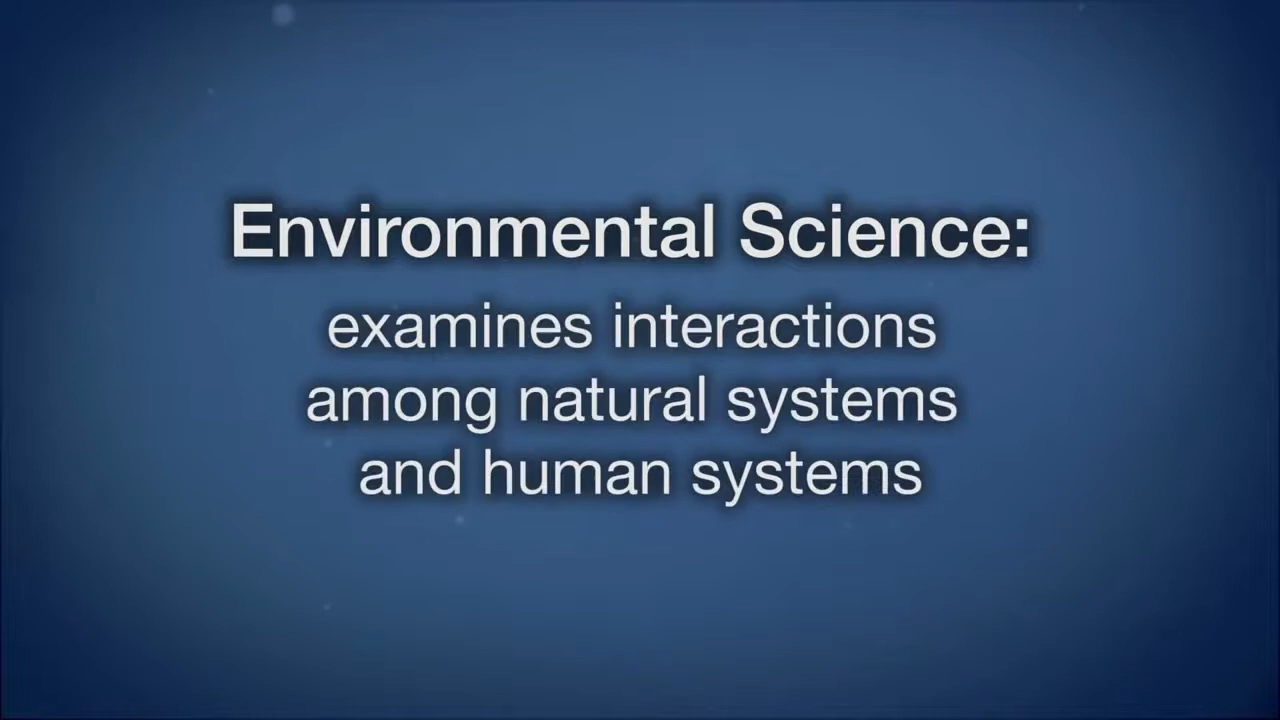 Environmental Science:
examines interactions
among natural systems
and human systems